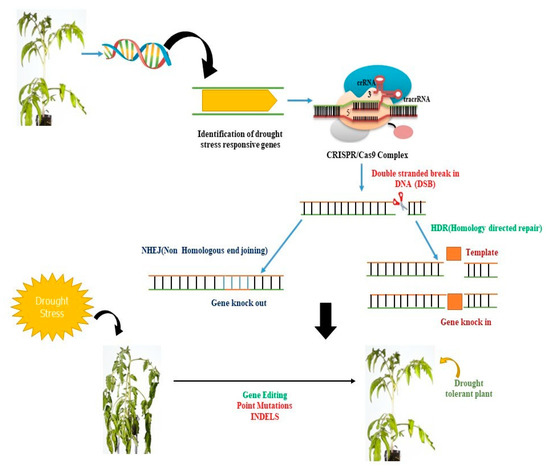 crRNA
3'
tracrRNA
5'
Identification of drought
stress responsive genes
CRISPR/Cas9 Complex
Double stranded break in
DNA (DSB)
HDR(Homology directed repair)
NHEJ(Non Homologous end joining)
Template
Gene knock out
Gene knock in
Drought
Stress
Gene Editing
Point Mutations
INDELS
Drought
tolerant plant